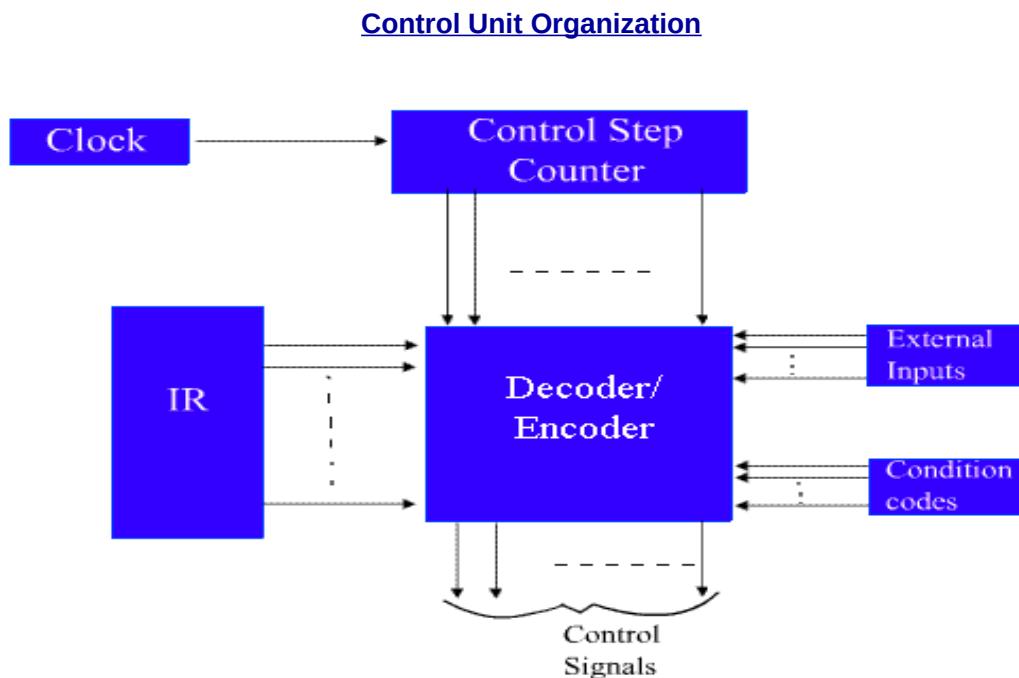 Control Unit Organization
Clock
Control Step
Counter
IR
Decoder/
Encoder
External
Inputs
Condition
codes
Control
Signals